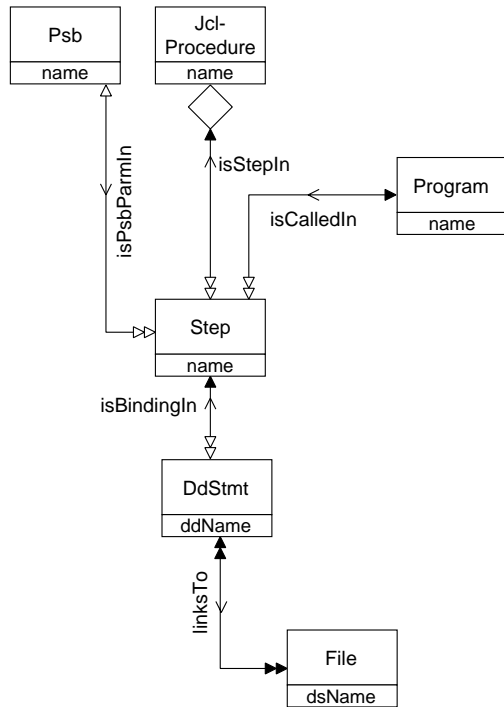 Psb
name
Jcl-
Procedure
name
isStepIn
isPsbParmIn
Program
name
isCalledIn
Step
name
isBindingIn
DdStmt
ddName
linksTo
File
dsName